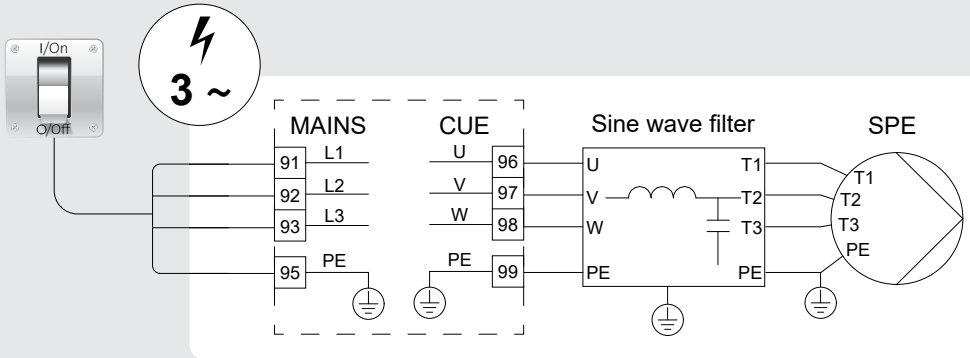 I/On
O/Off
3 ~
MAINS
CUE
Sine wave filter
SPE
91 L1
92 L2
93 L3
95 PE
U 96
V 97
W 98
PE 99
U
V
W
PE
T1
T2
T3
PE
T1
T2
T3
PE